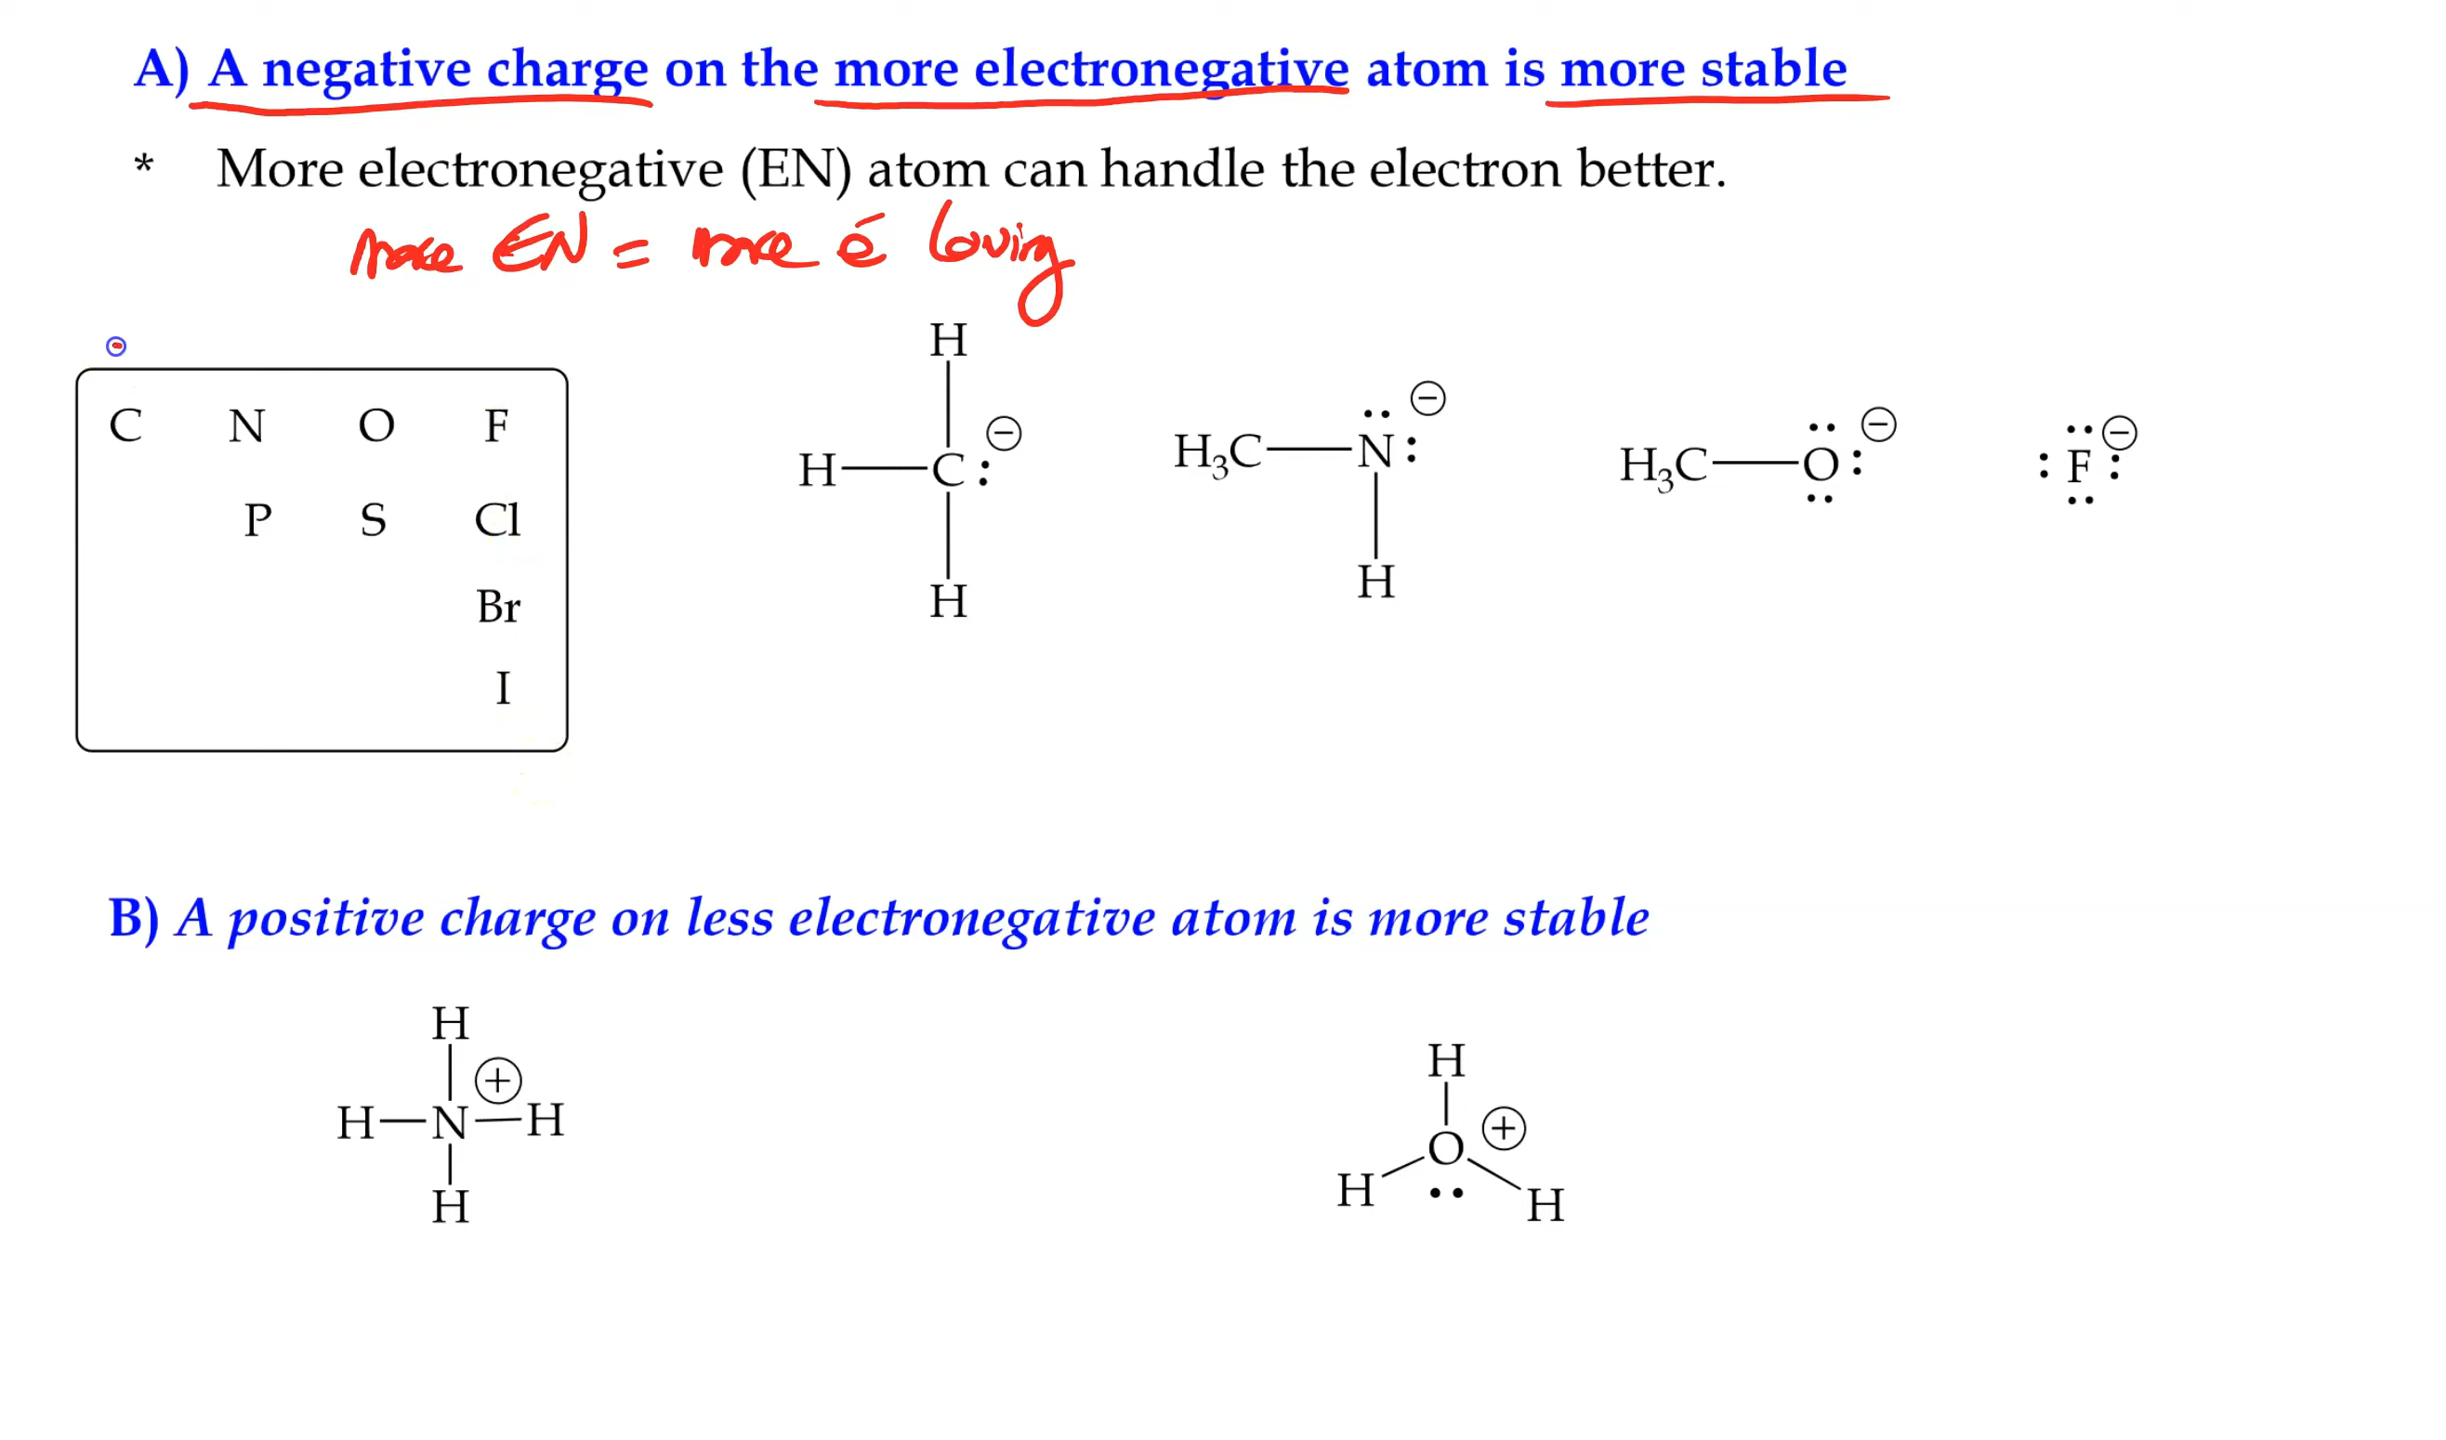 A) A negative charge on the more electronegative atom is more stable
* More electronegative (EN) atom can handle the electron better.
more EN = more e⁻ loving
C N O F
P S Cl
Br
I
H
H C : ⊖
H
H₃C N : ⊖
H
H₃C O : ⊖
: F : ⊖
B) A positive charge on less electronegative atom is more stable
H
H N H ⊕
H
H
O ⊕
H H